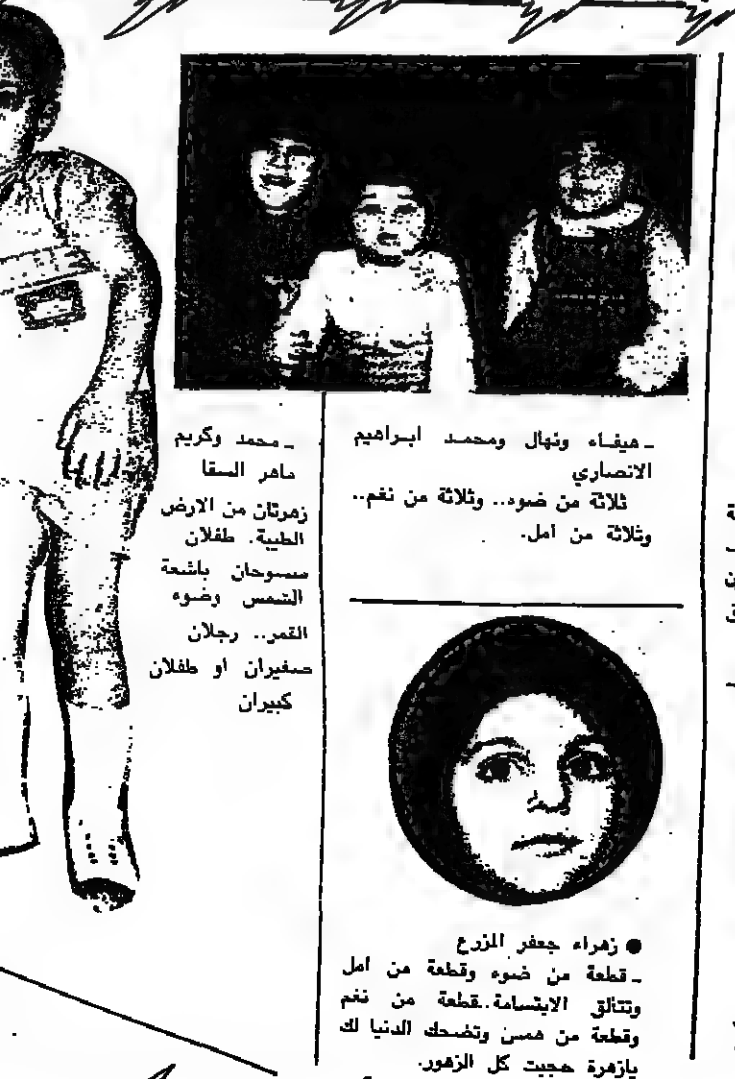 ـ هيفاء ونهال ومحمد ابراهيم
الانصاري
ثلاثة من ضوء.. وثلاثة من نغم..
وثلاثة من أمل.
● زهراء جعفر المزرع
ـ قطعة من ضوء وقطعة من امل
وتتألق الابتسامة..قطعة من نغم
وقطعة من همس وتضحك الدنيا لك
يازهرة حجبت كل الزهور.
ـ محمد وكريم
ماهر السقا
زهرتان من الارض
الطيبة. طفلان
ممسوحان باشعة
الشمس وضوء
القمر.. رجلان
صغيران او طفلان
كبيران